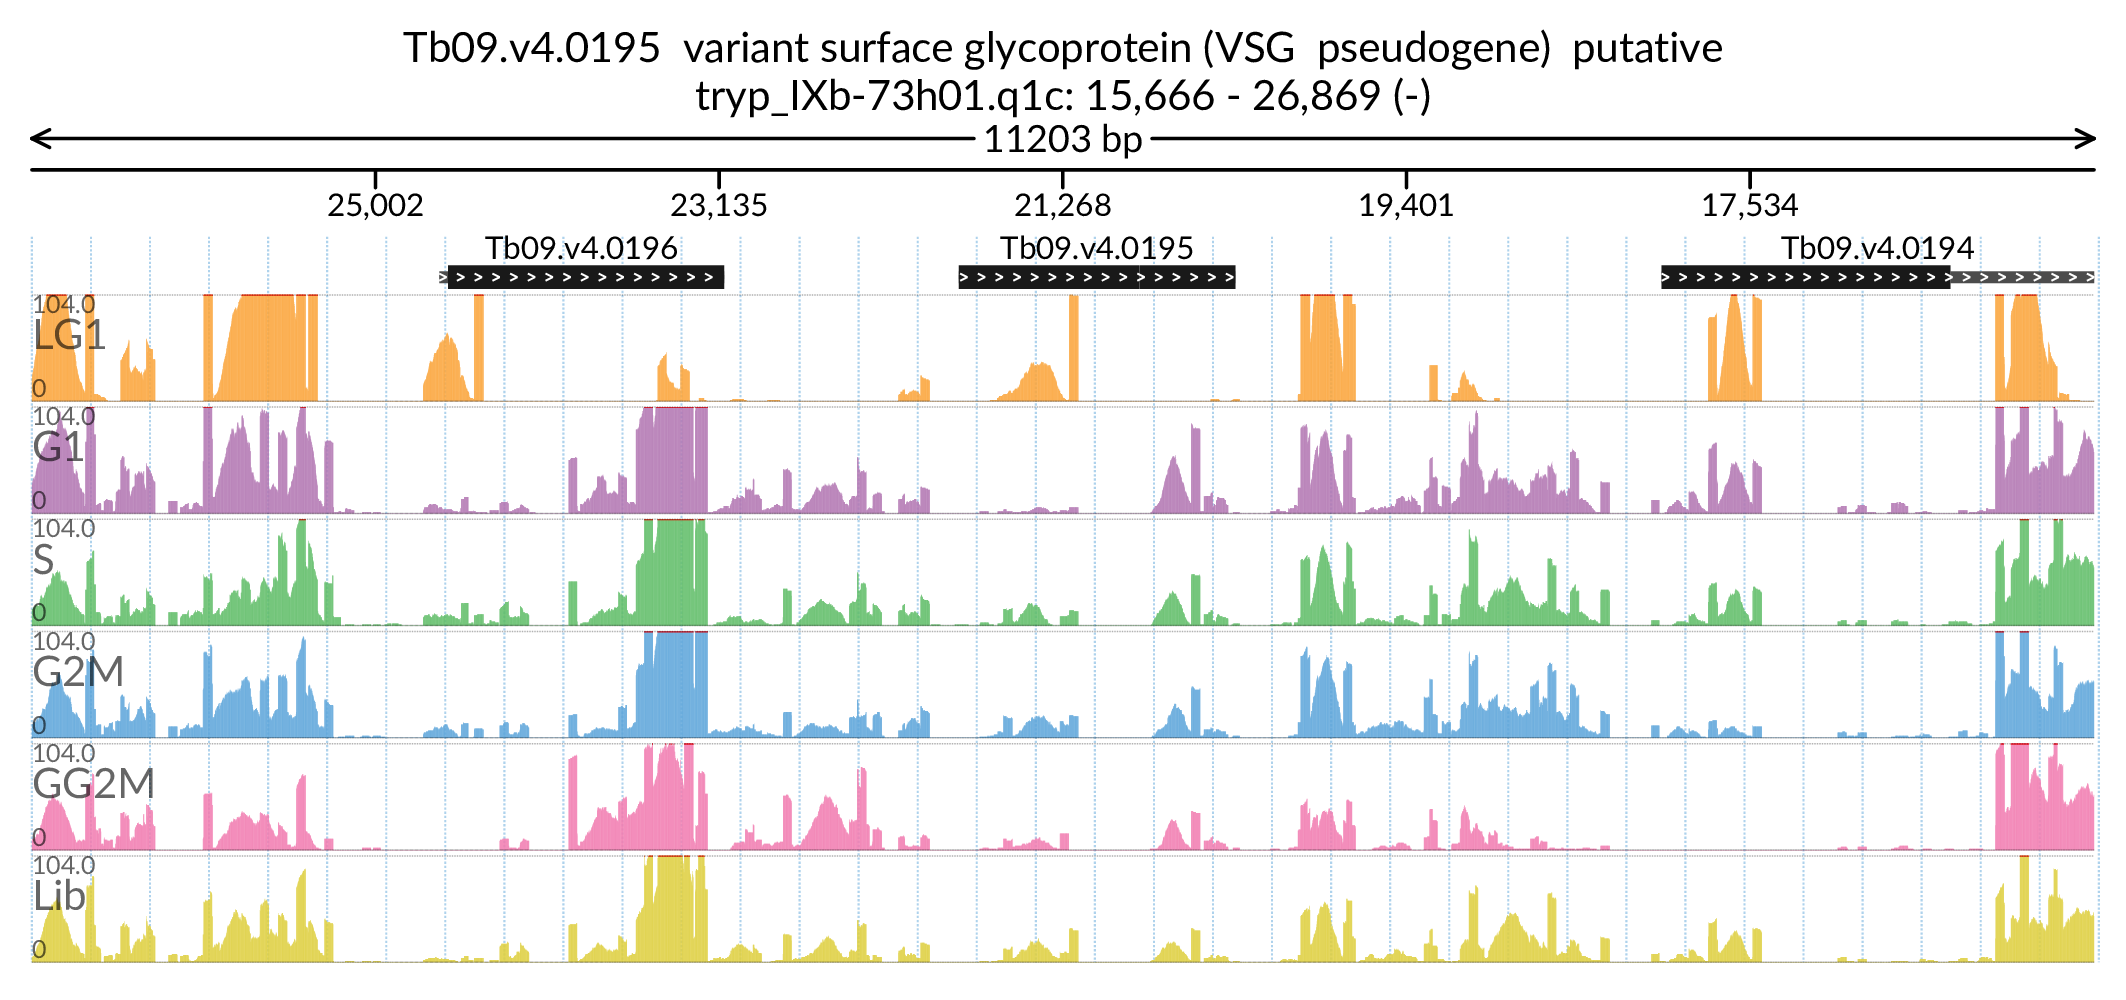 Tb09.v4.0195 variant surface glycoprotein (VSG pseudogene) putative
tryp_IXb-73h01.q1c: 15,666 - 26,869 (-)
11203 bp
25,002 23,135 21,268 19,401 17,534
Tb09.v4.0196 Tb09.v4.0195 Tb09.v4.0194
104.0
LG1
0
104.0
G1
0
104.0
S
0
104.0
G2M
0
104.0
GG2M
0
104.0
Lib
0